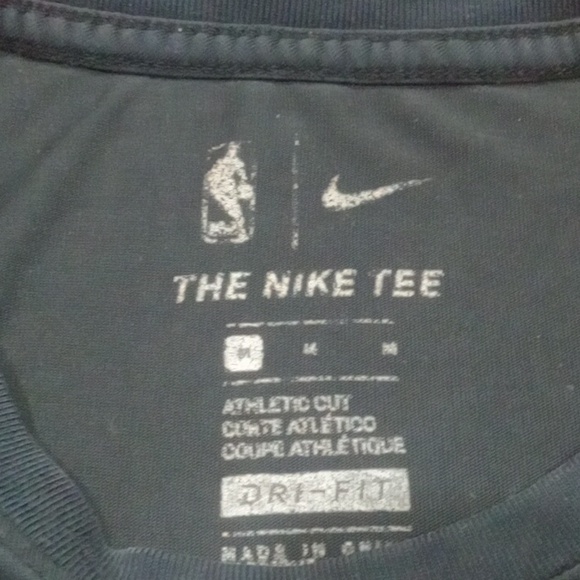 THE NIKE TEE
M M M
ATHLETIC CUT
CORTE ATLÉTICO
COUPE ATHLÉTIQUE
DRI-FIT
MADE IN